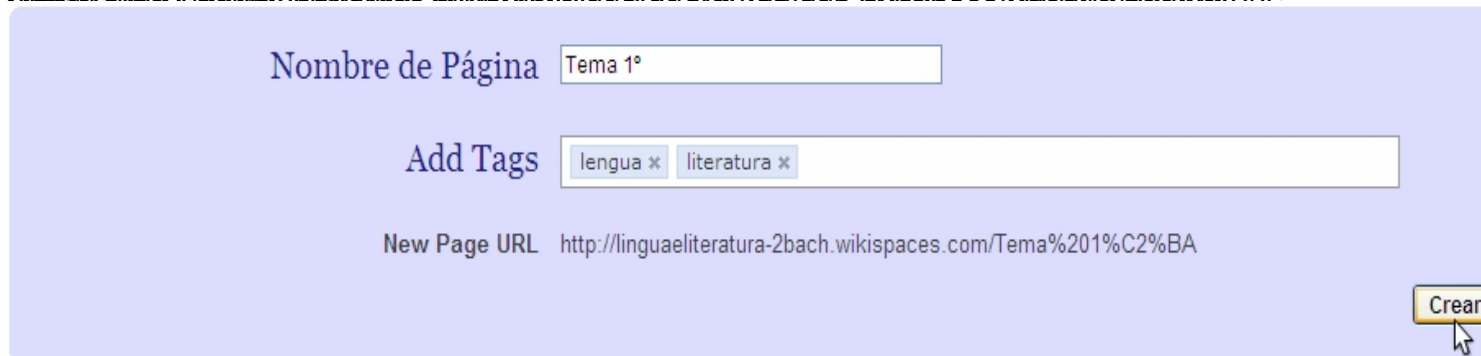 Nombre de Página Tema 1º
Add Tags lengua × literatura ×
New Page URL http://linguaeliteratura-2bach.wikispaces.com/Tema%201%C2%BA
Crear